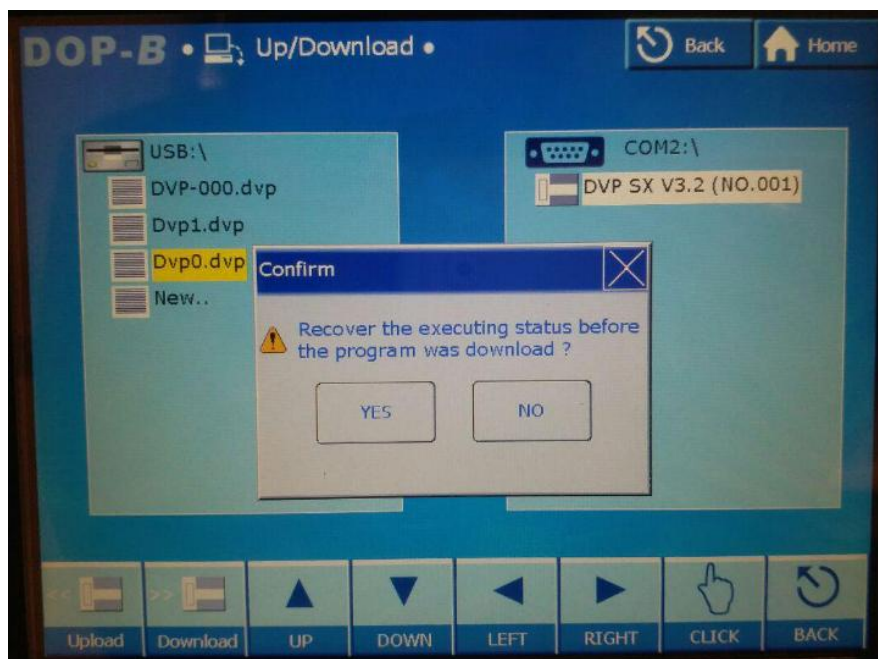 DOP-B • Up/Download •
Back
Home
USB:\
DVP-000.dvp
Dvp1.dvp
Dvp0.dvp
New..
COM2:\
DVP SX V3.2 (NO.001)
Confirm
Recover the executing status before
the program was download ?
YES
NO
<<
>>
Upload
Download
UP
DOWN
LEFT
RIGHT
CLICK
BACK